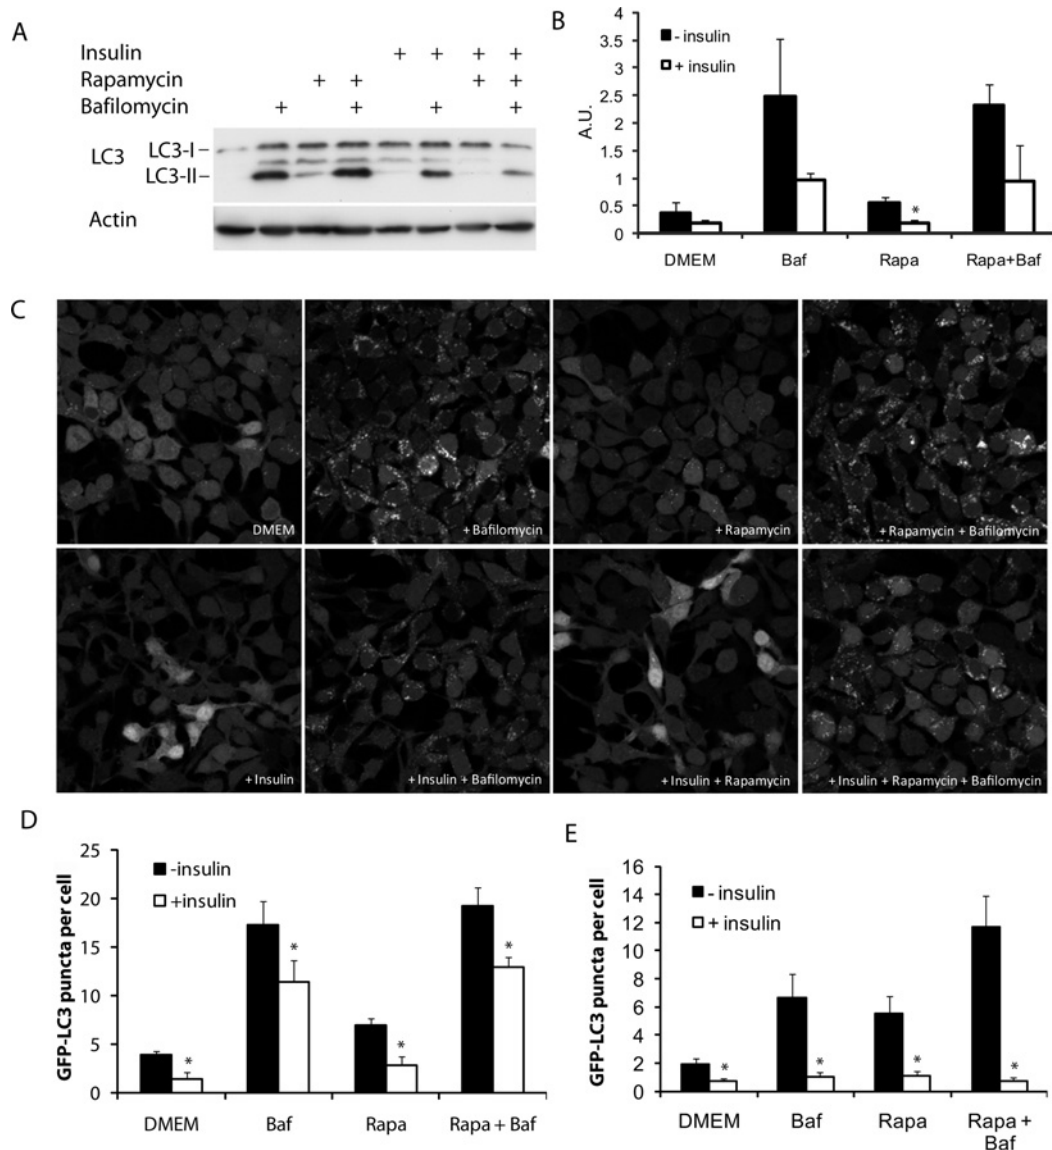 A
Insulin + + + +
Rapamycin + + + +
Bafilomycin + + + +
LC3 LC3-I
LC3-II
Actin
B
4
3.5
3
2.5
2
1.5
1
0.5
0
A.U.
- insulin
+ insulin
*
DMEM Baf Rapa Rapa+Baf
C
DMEM
+ Bafilomycin
+ Rapamycin
+ Rapamycin + Bafilomycin
+ Insulin
+ Insulin + Bafilomycin
+ Insulin + Rapamycin
+ Insulin + Rapamycin + Bafilomycin
D
GFP-LC3 puncta per cell
25
20
15
10
5
0
-insulin
+insulin
* * * *
DMEM Baf Rapa Rapa + Baf
E
GFP-LC3 puncta per cell
16
14
12
10
8
6
4
2
0
- insulin
+ insulin
* * * *
DMEM Baf Rapa Rapa +
Baf